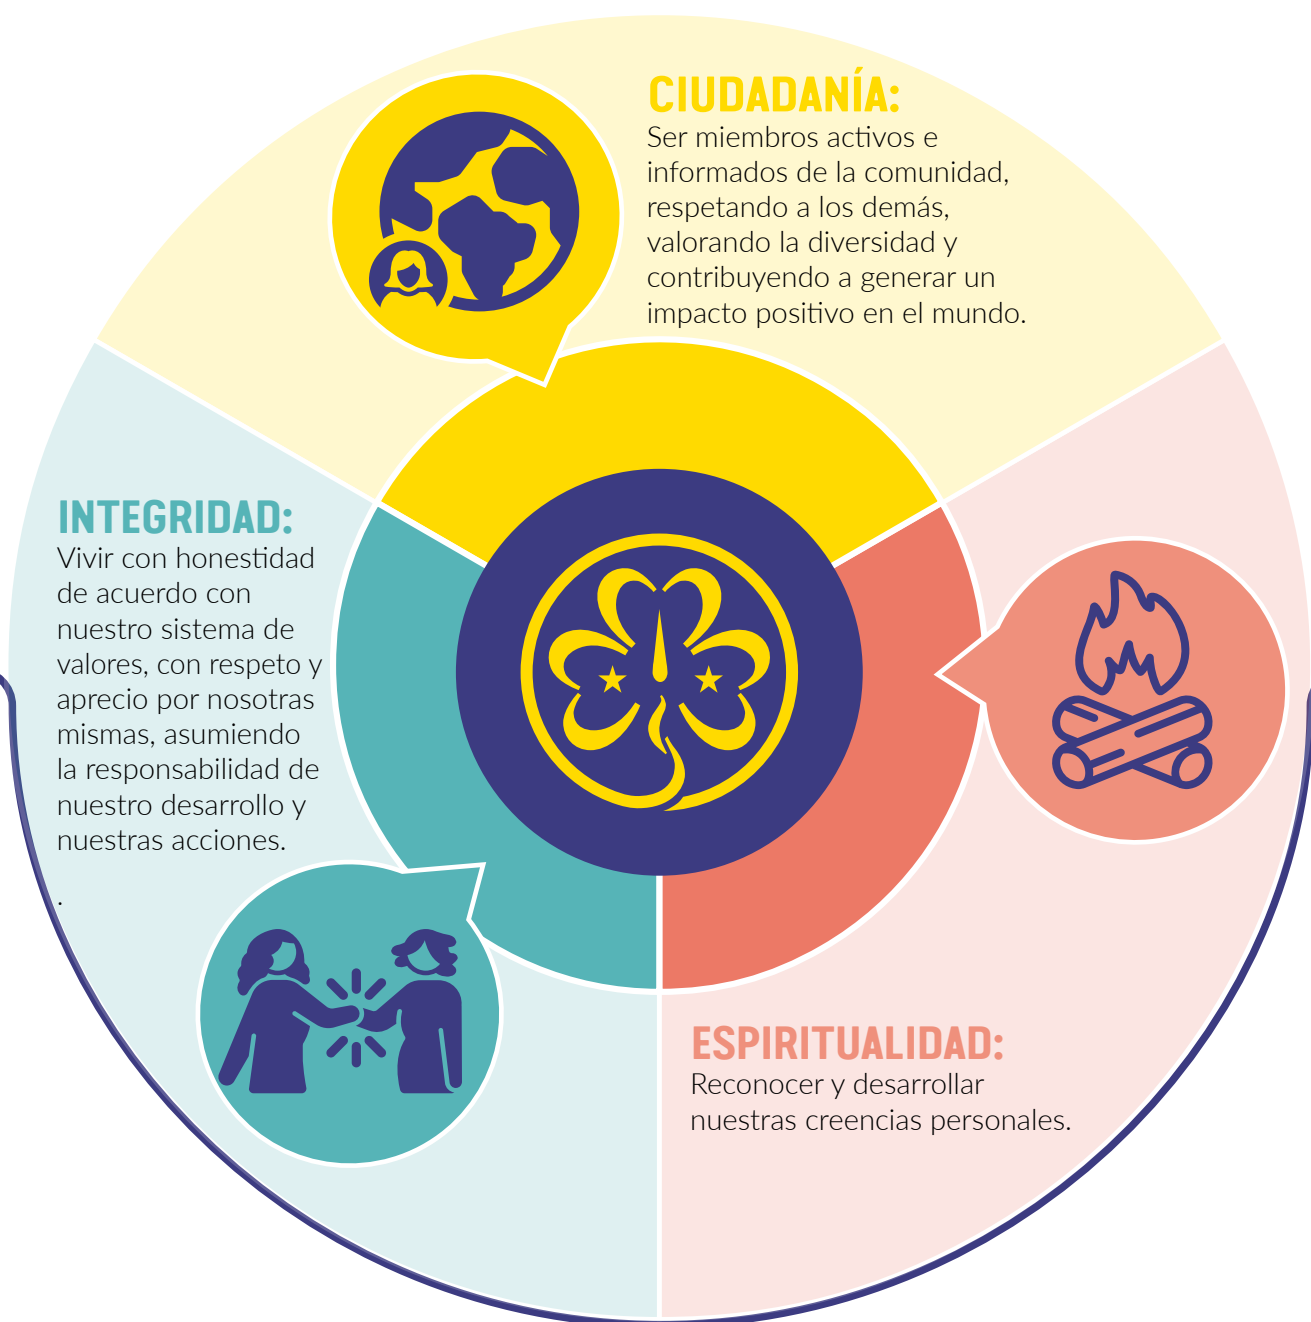 CIUDADANÍA:
Ser miembros activos e
informados de la comunidad,
respetando a los demás,
valorando la diversidad y
contribuyendo a generar un
impacto positivo en el mundo.
INTEGRIDAD:
Vivir con honestidad
de acuerdo con
nuestro sistema de
valores, con respeto y
aprecio por nosotras
mismas, asumiendo
la responsabilidad de
nuestro desarrollo y
nuestras acciones.
.
ESPIRITUALIDAD:
Reconocer y desarrollar
nuestras creencias personales.